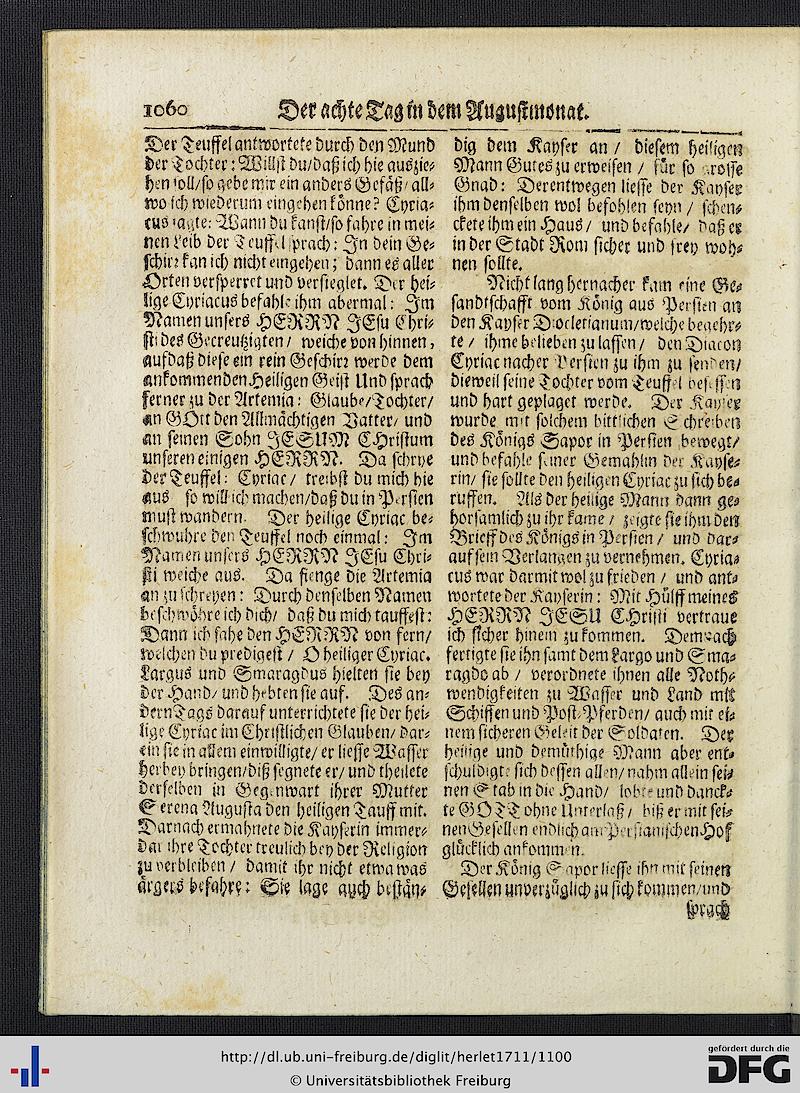 1060 Der achte Tag in dem Augustmonat.
Der Teuffel antwortete durch den Mund
der Tochter: Willst du/daß ich hie auszie-
hen soll/so gebe mir ein anders Gefäß/all-
wo ich wiederum eingehen könne? Cyria-
cus sagte: Wann du kanst/so fahre in mei-
nen Leib der Teuffel sprach: In dein Ge-
schirr kan ich nicht eingehen; dann es aller
Orten versperret und versieglet. Der hei-
lige Cyriacus befahle ihm abermal: Im
Namen unsers HERRN JEsu Chri-
sti des Gecreutzigten/ weiche von hinnen,
aufdaß diese ein rein Geschirr werde dem
ankommenden Heiligen Geist Und sprach
ferner zu der Artemia: Glaube/Tochter/
an GOtt den Allmächtigen Vatter/ und
an seinen Sohn JESUM CHristum
unseren einigen HERRN. Da schrye
der Teuffel: Cyriac/ treibst du mich hie
aus so will ich machen/daß du in Persien
must wandern. Der heilige Cyriac be-
schwuhre den Teuffel noch einmal: Im
Namen unsers HERRN JEsu Chri-
sti weiche aus. Da fienge die Artemia
an zu schreyen: Durch denselben Namen
beschwöhre ich dich/ daß du mich tauffest:
Dann ich sahe den HERRN von fern/
welchen du predigest/ O heiliger Cyriac.
Largus und Smaragdus hielten sie bey
der Hand/ und hebten sie auf. Des an-
dern Tags darauf unterrichtete sie der hei-
lige Cyriac im Christlichen Glauben/ dar-
ein sie in allem einwilligte/ er liesse Wasser
herbey bringen/diß segnete er/ und theilete
derselben in Gegenwart ihrer Mutter
Serena Augusta den heiligen Tauff mit.
Darnach ermahnete die Kayserin immer-
dar ihre Tochter treulich bey der Religion
zu verbleiben/ damit ihr nicht etwa was
ärgers befahre: Sie lage auch bestän-
dig dem Kayser an/ diesem heiligen
Mann Gutes zu erweisen/ für so grosse
Gnad: Derentwegen liesse der Kayser
ihm denselben wol befohlen seyn/ schen-
ckete ihm ein Haus/ und befahle/ daß er
in der Stadt Rom sicher und frey woh-
nen sollte.
Nicht lang hernacher kam eine Ge-
sandtschafft vom König aus Persien an
den Kayser Diocletianum/welche begehr-
te/ ihme belieben zu lassen/ den Diacon
Cyriac nacher Persien zu ihm zu senden/
dieweil seine Tochter vom Teuffel besessen
und hart geplaget werde. Der Kayser
wurde mit solchem bittlichen Schreiben
des Königs Sapor in Persien bewegt/
und befahle seiner Gemahlin der Kayse-
rin/ sie sollte den heiligen Cyriac zu sich be-
ruffen. Als der heilige Mann dann ge-
horsamlich zu ihr kame/ zeigte sie ihm den
Brieff des Königs in Persien/ und dar-
auf sein Verlangen zu vernehmen. Cyria-
cus war darmit wol zu frieden/ und ant-
wortete der Kayserin: Mit Hülff meines
HERRN JESU CHristi vertraue
ich sicher hinein zu kommen. Demnach
fertigte sie ihn samt dem Largo und Sma-
ragdo ab/ verordnete ihnen alle Noth-
wendigkeiten zu Wasser und Land mit
Schiffen und Post-Pferden/ auch mit ei-
nem sicheren Geleit der Soldaten. Der
heilige und demüthige Mann aber ent-
schuldigte sich dessen allen/nahm allein sei-
nen Stab in die Hand/ lobte und danck-
te GOTT ohne Unterlaß/ biß er mit sei-
nen Gesellen endlich am Persianischen Hof
glücklich ankommen.
Der König Sapor liesse ihn mit seinen
Gesellen unverzüglich zu sich kommen/und
sprach
http://dl.ub.uni-freiburg.de/diglit/herlet1711/1100
© Universitätsbibliothek Freiburg
gefördert durch die
DFG